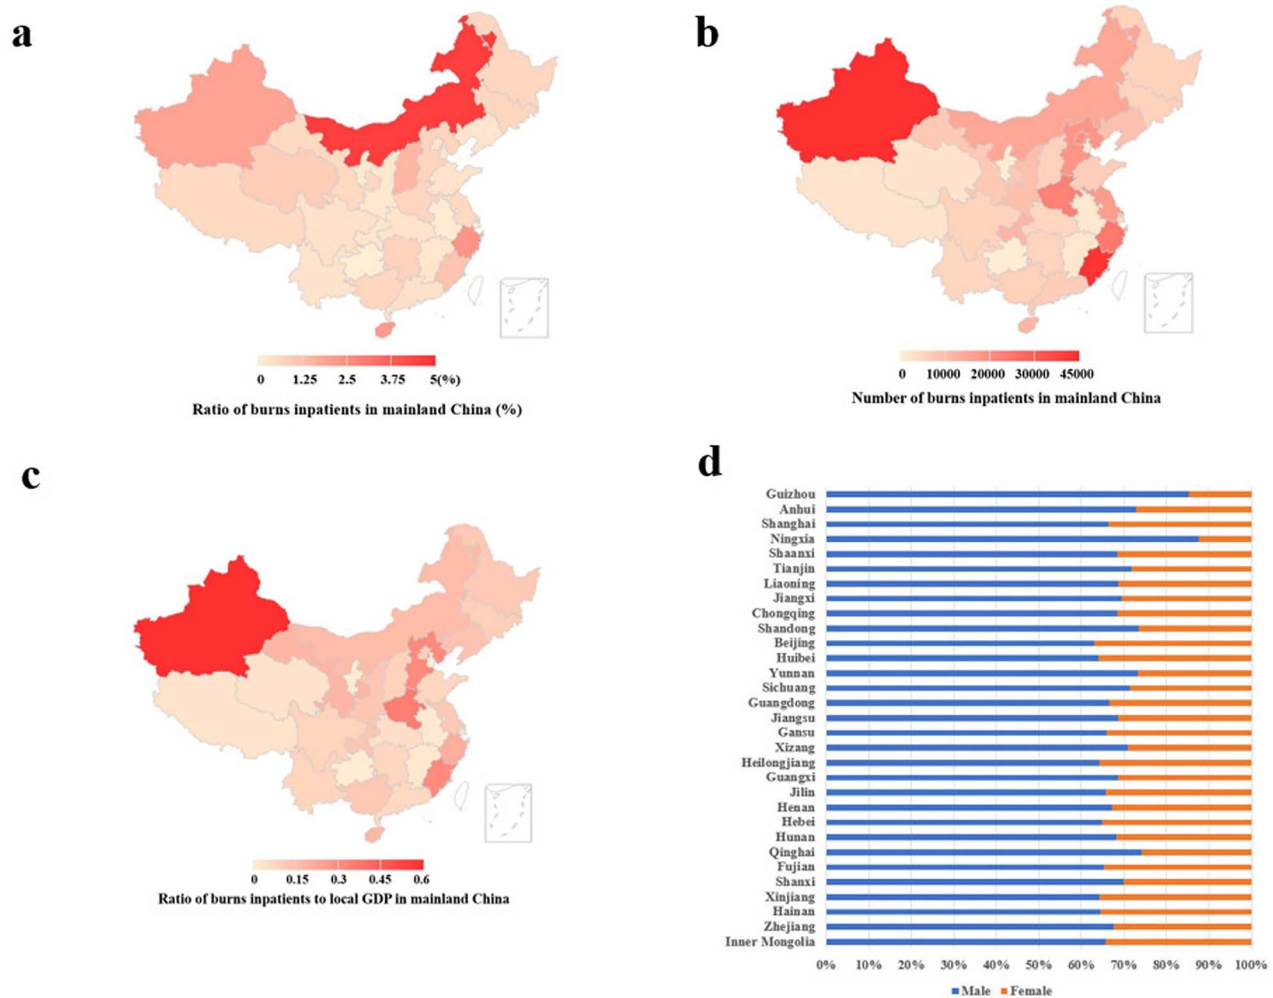 a
0 1.25 2.5 3.75 5(%)
Ratio of burns inpatients in mainland China (%)
b
0 10000 20000 30000 45000
Number of burns inpatients in mainland China
c
0 0.15 0.3 0.45 0.6
Ratio of burns inpatients to local GDP in mainland China
d
Guizhou
Anhui
Shanghai
Ningxia
Shaanxi
Tianjin
Liaoning
Jiangxi
Chongqing
Shandong
Beijing
Huibei
Yunnan
Sichuang
Guangdong
Jiangsu
Gansu
Xizang
Heilongjiang
Guangxi
Jilin
Henan
Hebei
Hunan
Qinghai
Fujian
Shanxi
Xinjiang
Hainan
Zhejiang
Inner Mongolia
0% 10% 20% 30% 40% 50% 60% 70% 80% 90% 100%
Male Female